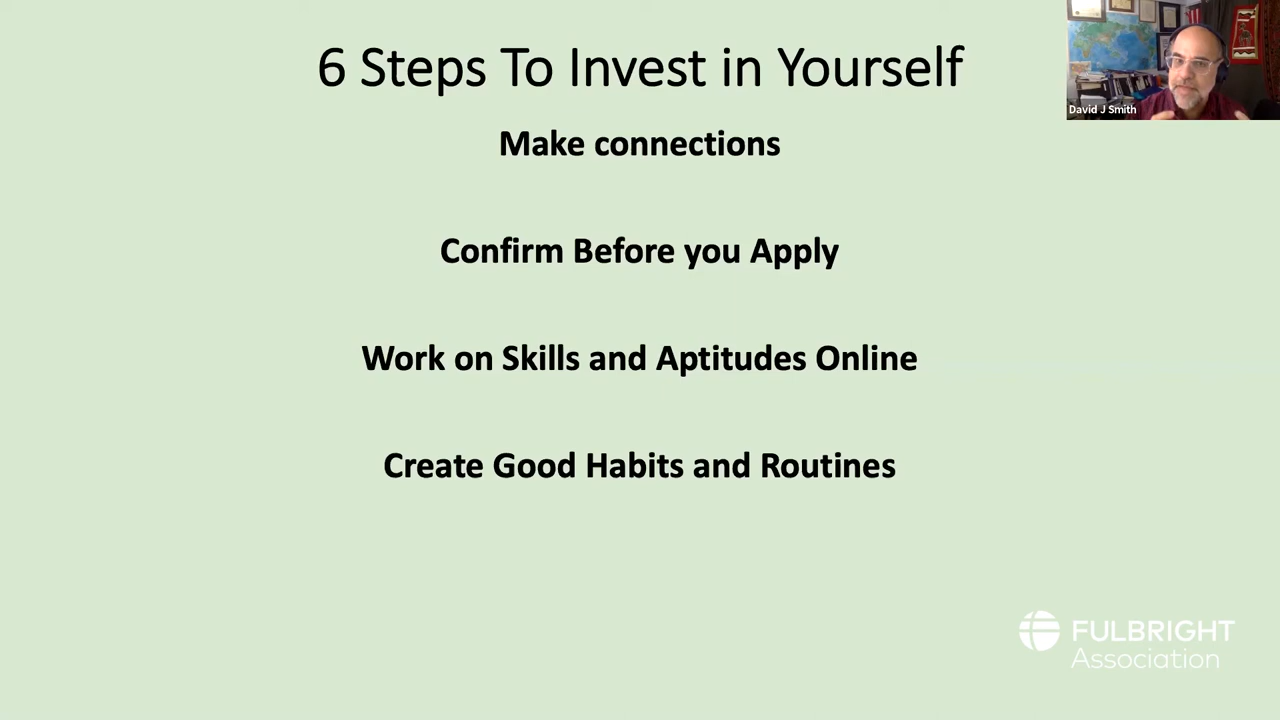 6 Steps To Invest in Yourself
David J Smith
Make connections
Confirm Before you Apply
Work on Skills and Aptitudes Online
Create Good Habits and Routines
FULBRIGHT
Association